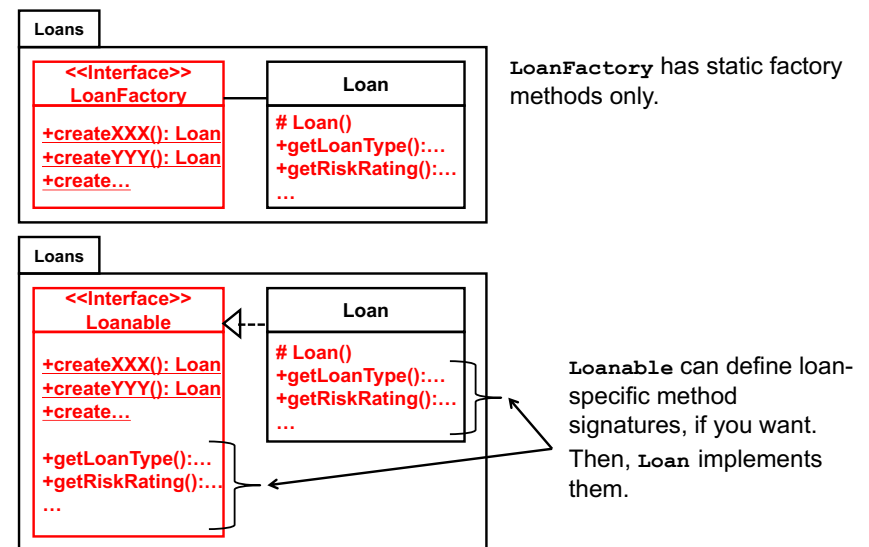 Loans
<<Interface>>
LoanFactory
+createXXX(): Loan
+createYYY(): Loan
+create…
Loan
# Loan()
+getLoanType():…
+getRiskRating():…
…
LoanFactory has static factory
methods only.
Loans
<<Interface>>
Loanable
+createXXX(): Loan
+createYYY(): Loan
+create…
+getLoanType():…
+getRiskRating():…
…
Loan
# Loan()
+getLoanType():…
+getRiskRating():…
…
Loanable can define loan-
specific method
signatures, if you want.
Then, Loan implements
them.